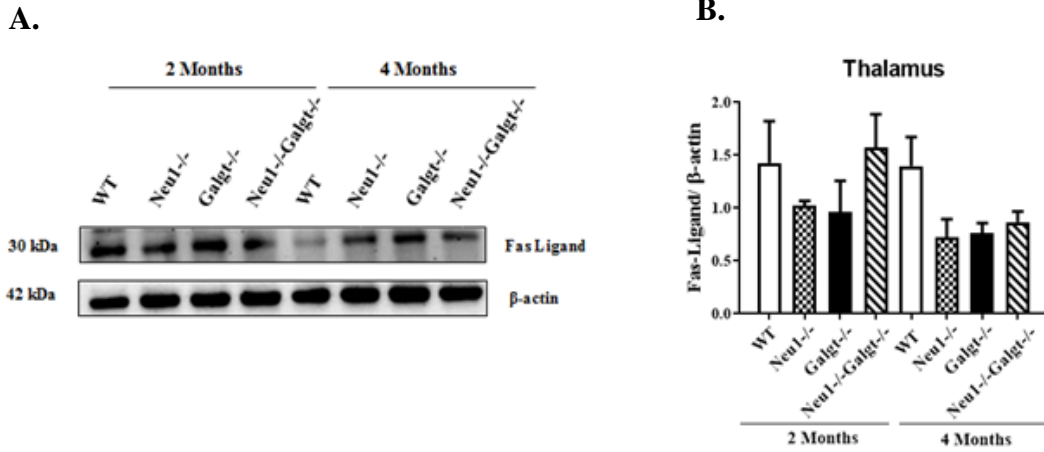 A.
2 Months 4 Months
WT Neu1-/- Galgt-/- Neu1-/-Galgt-/- WT Neu1-/- Galgt-/- Neu1-/-Galgt-/-
30 kDa Fas Ligand
42 kDa β-actin
B.
Thalamus
Fas-Ligand/ β-actin
2.0
1.5
1.0
0.5
0.0
WT Neu1-/- Galgt-/- Neu1-/-Galgt-/- WT Neu1-/- Galgt-/- Neu1-/-Galgt-/-
2 Months 4 Months